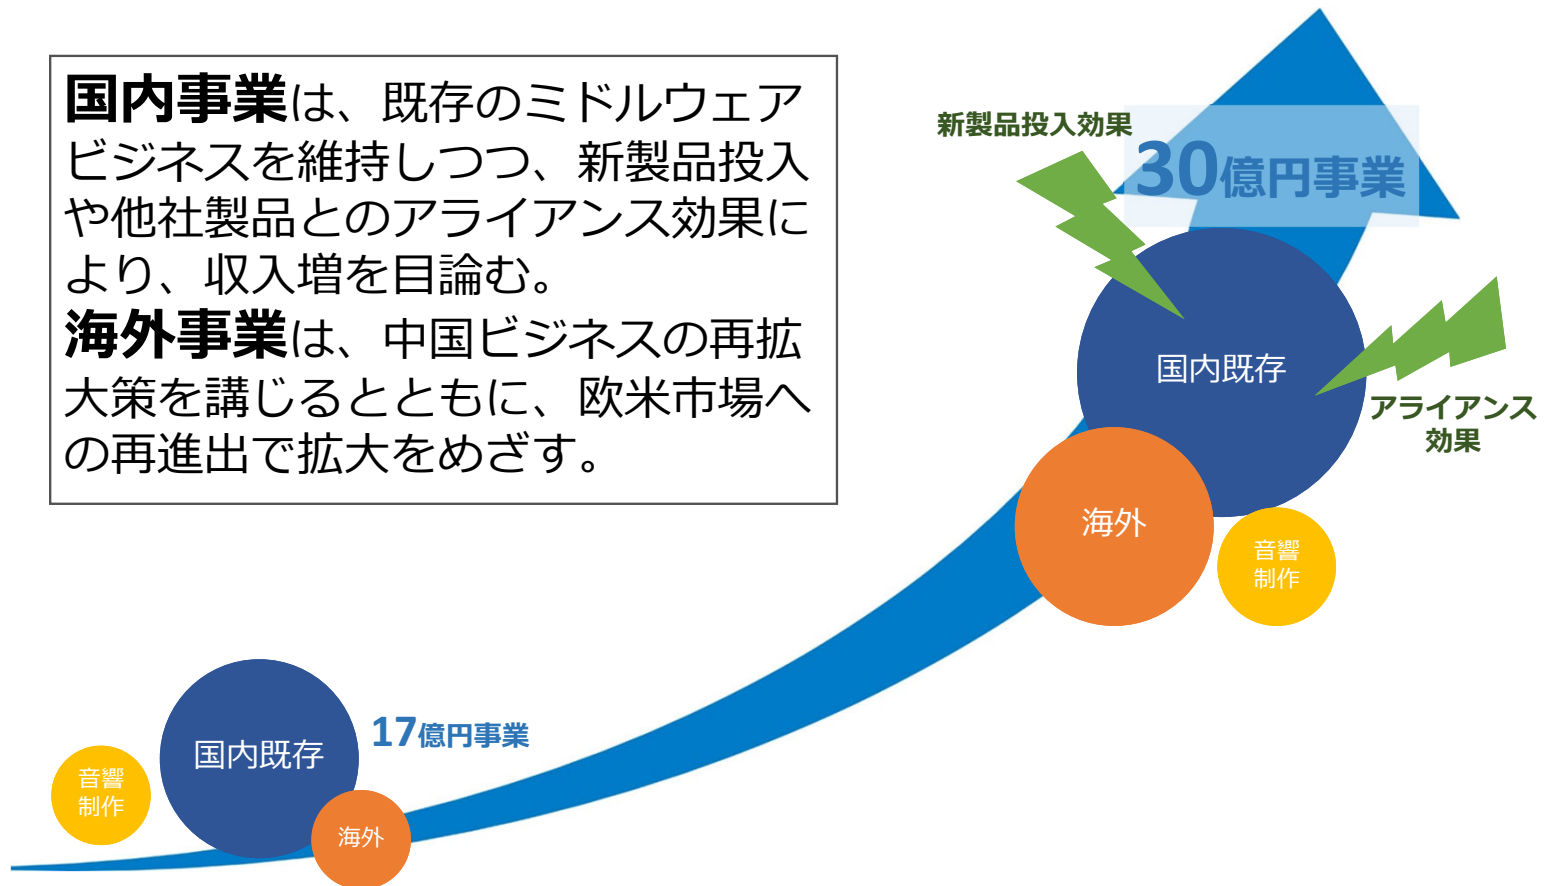 国内事業は、既存のミドルウェア
ビジネスを維持しつつ、新製品投入
や他社製品とのアライアンス効果に
より、収入増を目論む。
海外事業は、中国ビジネスの再拡
大策を講じるとともに、欧米市場へ
の再進出で拡大をめざす。
新製品投入効果
30億円事業
国内既存
アライアンス
効果
海外
音響
制作
国内既存
17億円事業
音響
制作
海外